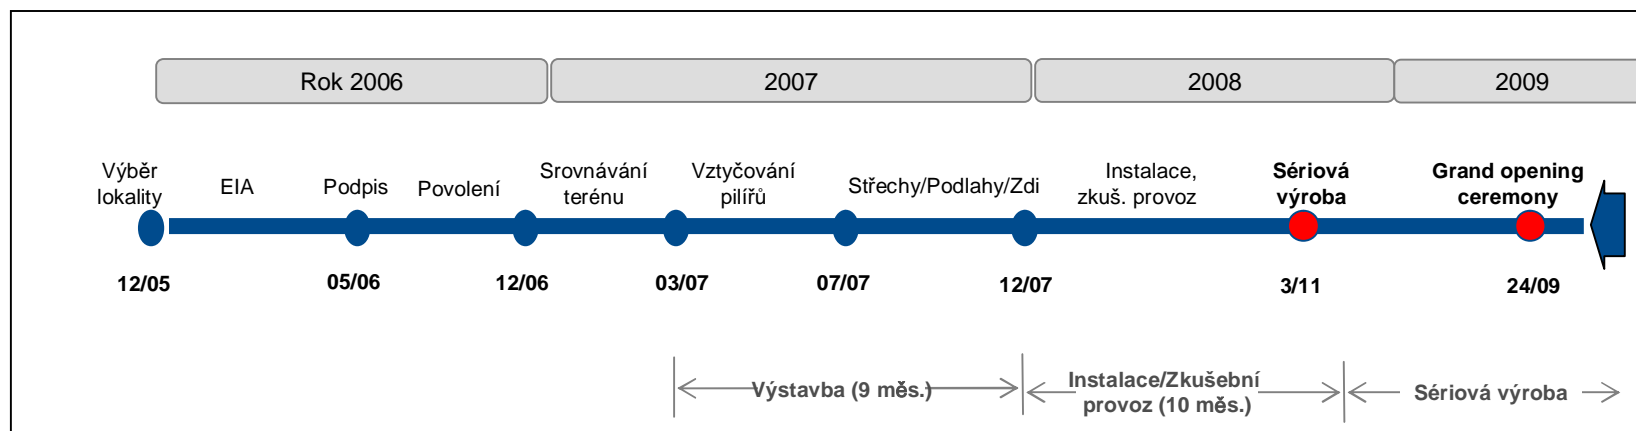 Rok 2006
2007
2008
2009
Výběr
lokality
EIA
Podpis
Povolení
Srovnávání
terénu
Vztyčování
pilířů
Střechy/Podlahy/Zdi
Instalace,
zkuš. provoz
Sériová
výroba
Grand opening
ceremony
12/05
05/06
12/06
03/07
07/07
12/07
3/11
24/09
Výstavba (9 měs.)
Instalace/Zkušební
provoz (10 měs.)
Sériová výroba